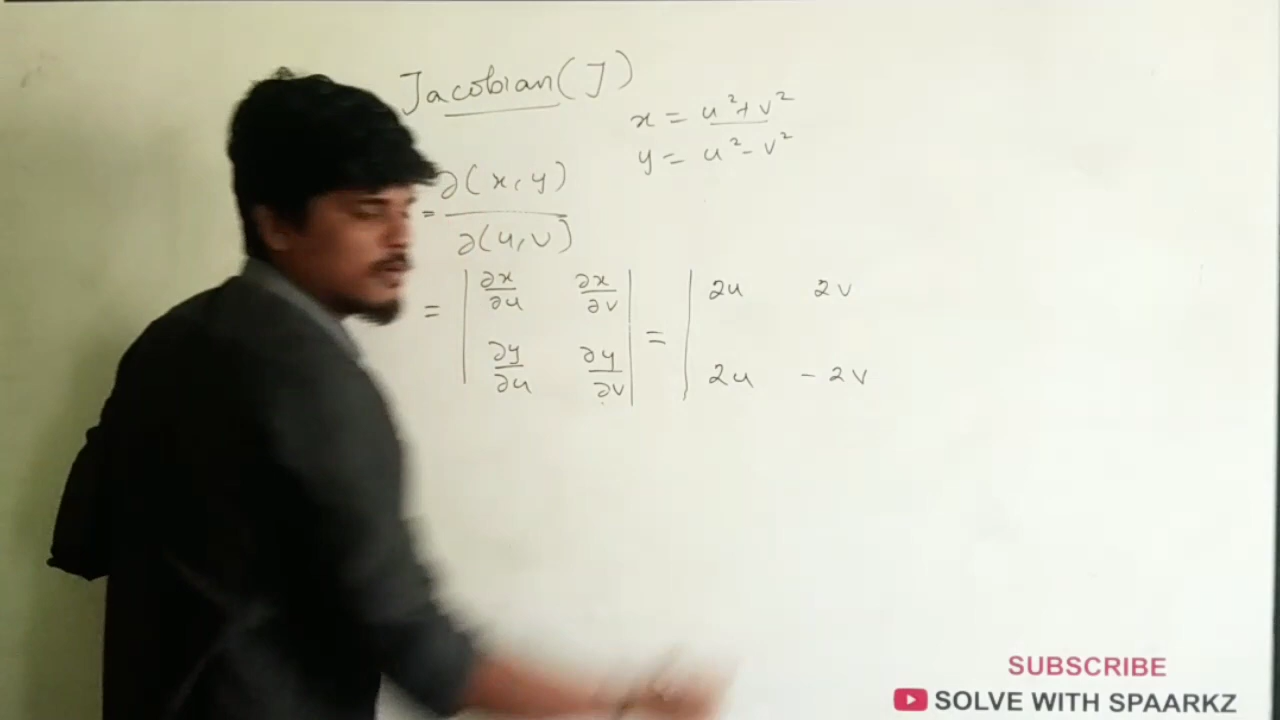 Jacobian (J)
x = u²+v²
y = u²-v²
= ∂(x,y)
∂(u,v)
= | ∂x/∂u ∂x/∂v | = | 2u 2v
| ∂y/∂u ∂y/∂v | | 2u -2v
SUBSCRIBE
SOLVE WITH SPAARKZ